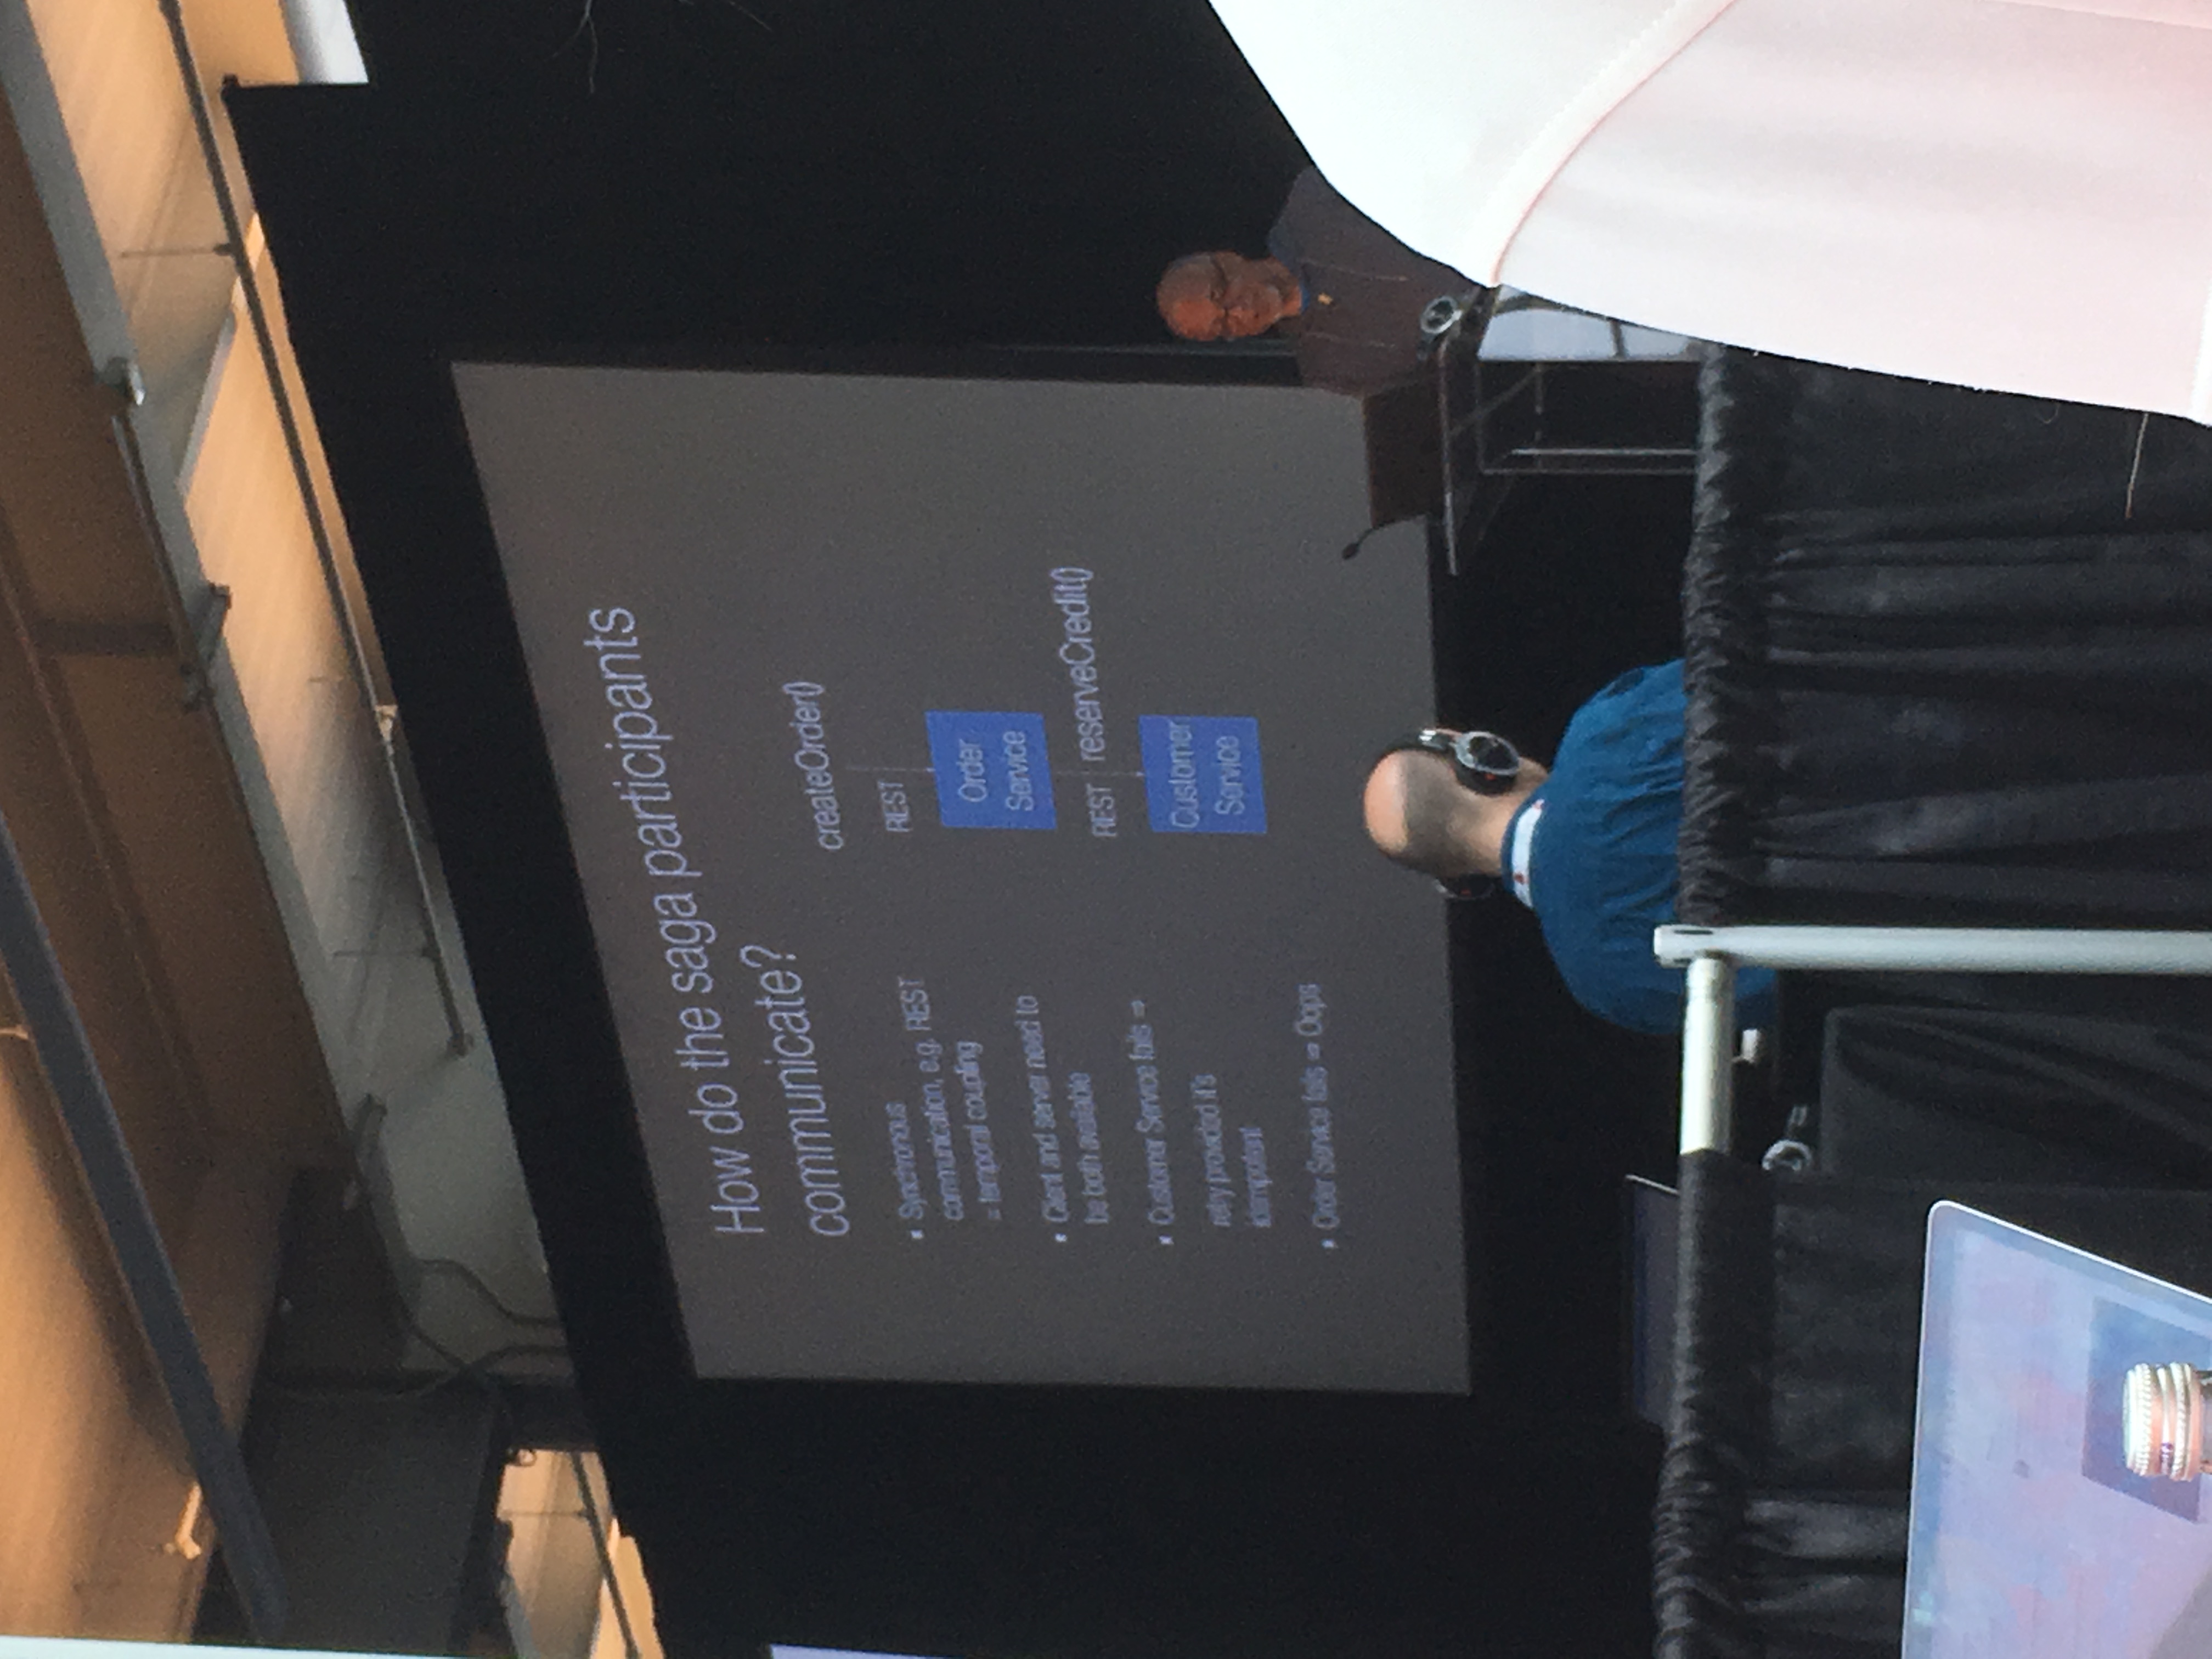 How do the saga participants
communicate?
▪ Synchronous
communication, e.g. REST
= temporal coupling
▪ Client and server need to
be both available
▪ Customer Service fails ⇒
retry provided it's
idempotent
▪ Order Service fails ⇒ Oops
createOrder()
REST
Order
Service
REST reserveCredit()
Customer
Service